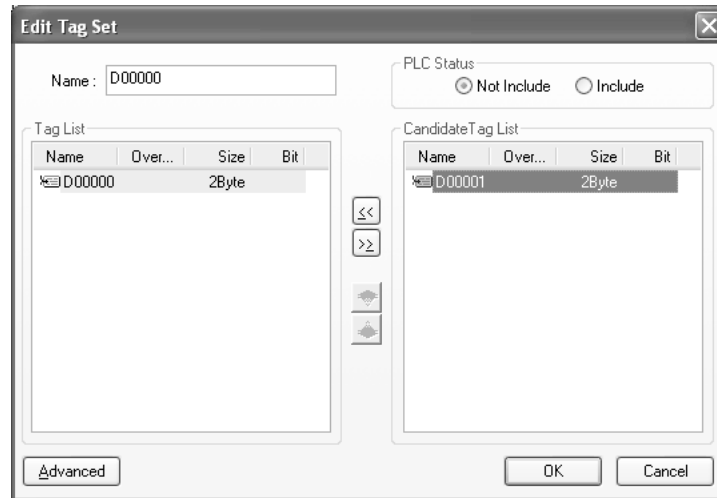 Edit Tag Set
Name : D00000
PLC Status
Not Include Include
Tag List
Name Over... Size Bit
D00000 2Byte
<<
>>
CandidateTag List
Name Over... Size Bit
D00001 2Byte
Advanced
OK Cancel